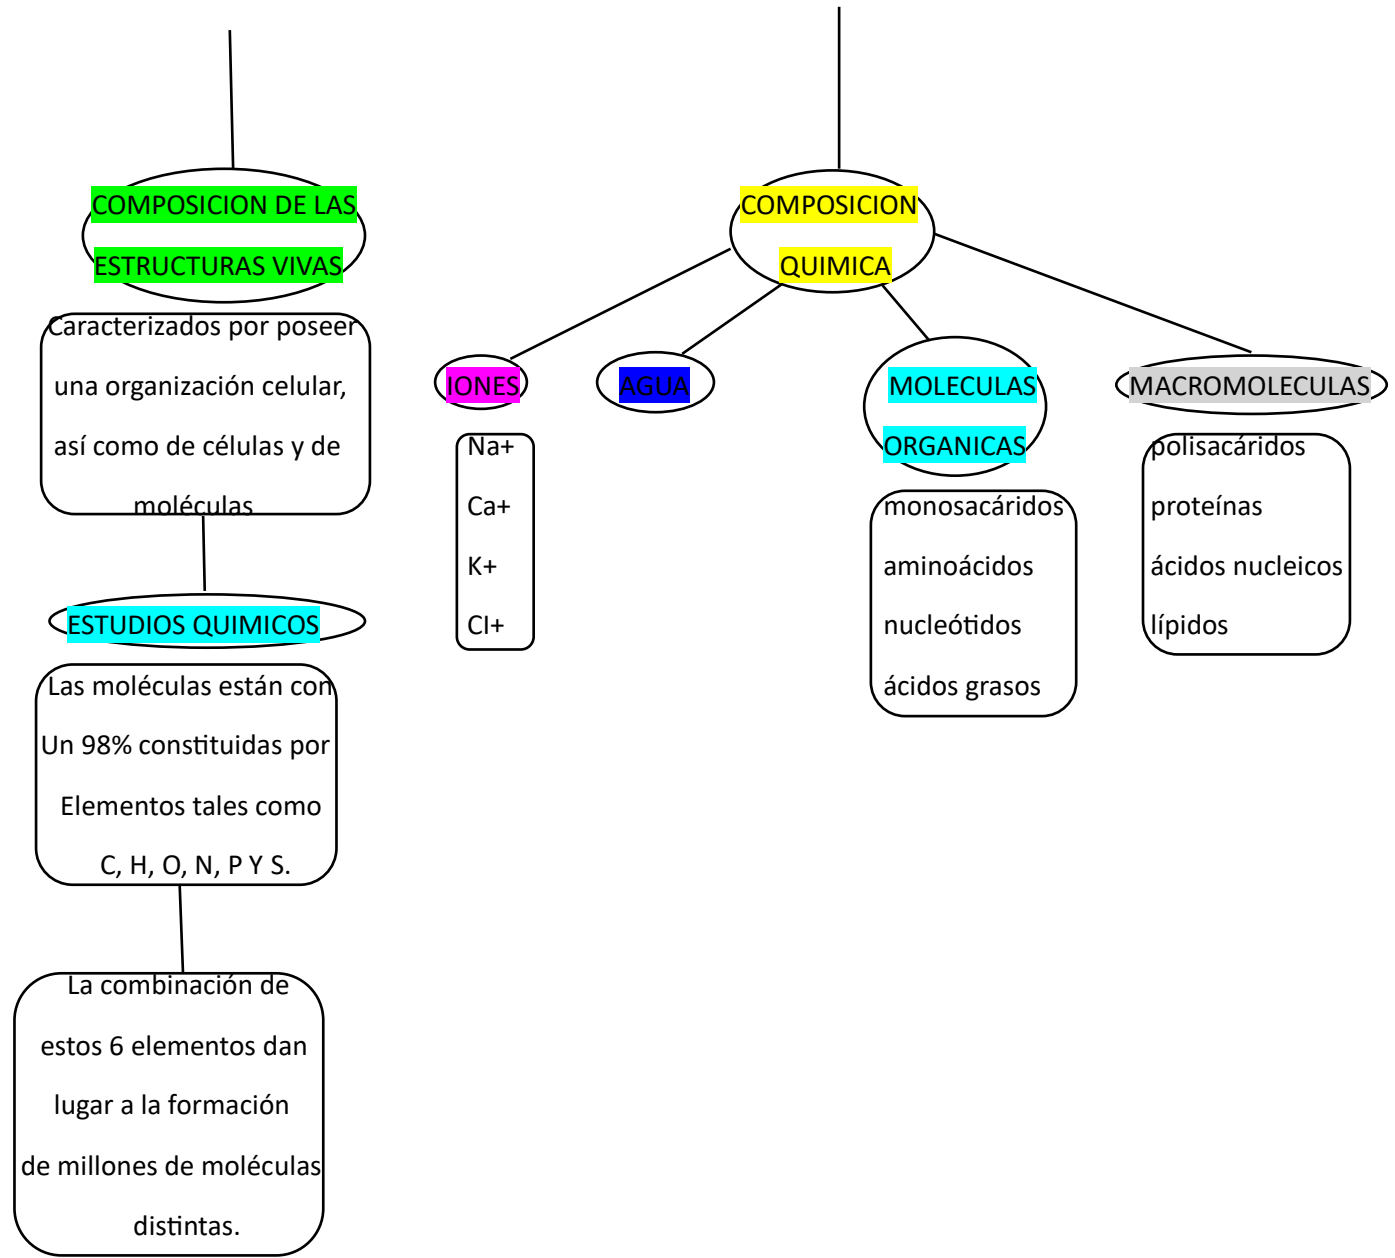 COMPOSICION DE LAS
ESTRUCTURAS VIVAS
Caracterizados por poseer
una organización celular,
así como de células y de
moléculas
ESTUDIOS QUIMICOS
Las moléculas están con
Un 98% constituidas por
Elementos tales como
C, H, O, N, P Y S.
La combinación de
estos 6 elementos dan
lugar a la formación
de millones de moléculas
distintas.
COMPOSICION
QUIMICA
IONES
Na+
Ca+
K+
Cl+
AGUA
MOLECULAS
ORGANICAS
monosacáridos
aminoácidos
nucleótidos
ácidos grasos
MACROMOLECULAS
polisacáridos
proteínas
ácidos nucleicos
lípidos